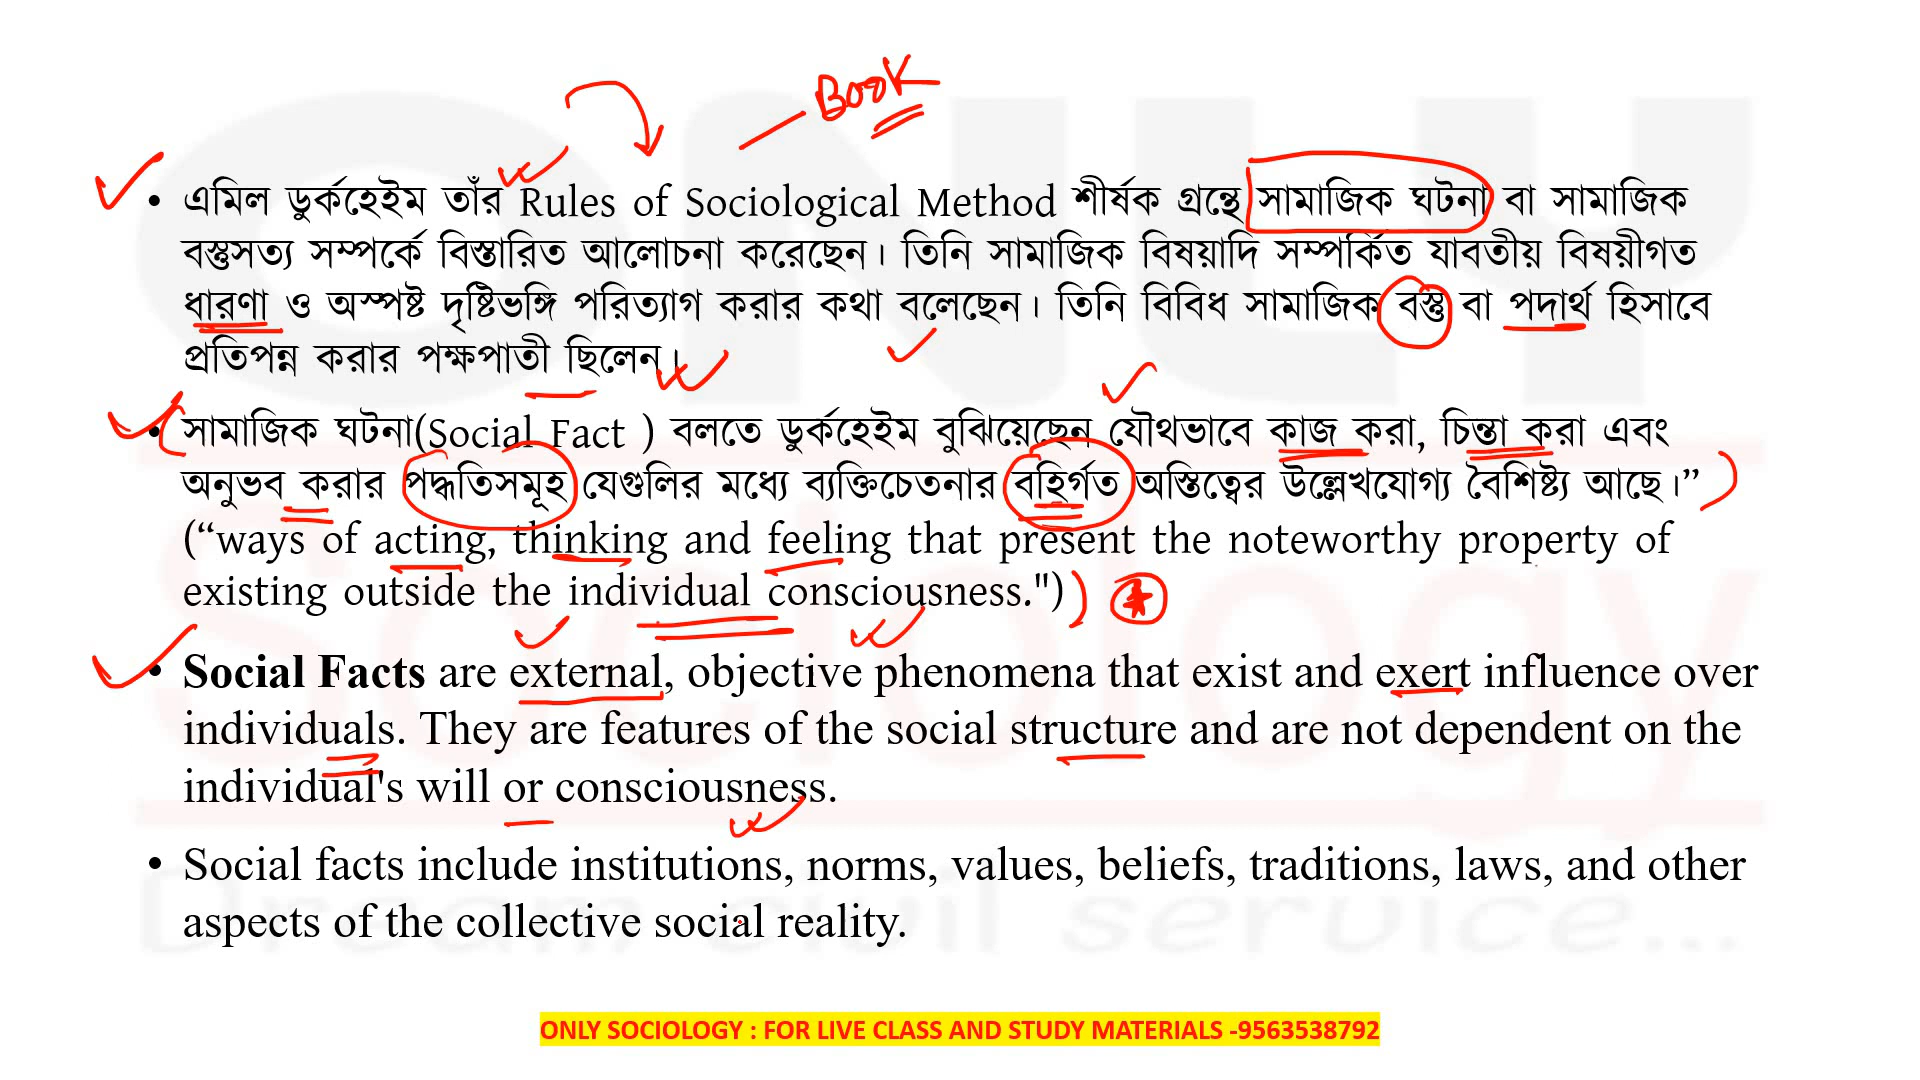 Book
• এমিল ডুর্কহেইম তাঁর Rules of Sociological Method শীর্ষক গ্রন্থে সামাজিক ঘটনা বা সামাজিক
বস্তুসত্য সম্পর্কে বিস্তারিত আলোচনা করেছেন। তিনি সামাজিক বিষয়াদি সম্পর্কিত যাবতীয় বিষয়ীগত
ধারণা ও অস্পষ্ট দৃষ্টিভঙ্গি পরিত্যাগ করার কথা বলেছেন। তিনি বিবিধ সামাজিক বস্তু বা পদার্থ হিসাবে
প্রতিপন্ন করার পক্ষপাতী ছিলেন।
• সামাজিক ঘটনা(Social Fact ) বলতে ডুর্কহেইম বুঝিয়েছেন যৌথভাবে কাজ করা, চিন্তা করা এবং
অনুভব করার পদ্ধতিসমূহ যেগুলির মধ্যে ব্যক্তিচেতনার বহির্গত অস্তিত্বের উল্লেখযোগ্য বৈশিষ্ট্য আছে।”
(“ways of acting, thinking and feeling that present the noteworthy property of
existing outside the individual consciousness.")
• Social Facts are external, objective phenomena that exist and exert influence over
individuals. They are features of the social structure and are not dependent on the
individual's will or consciousness.
• Social facts include institutions, norms, values, beliefs, traditions, laws, and other
aspects of the collective social reality.
ONLY
Sociology
Dream civil service...
ONLY SOCIOLOGY : FOR LIVE CLASS AND STUDY MATERIALS -9563538792